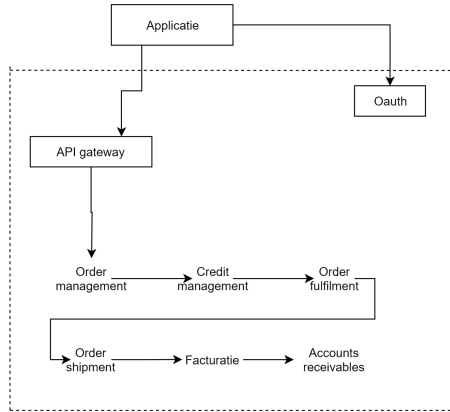 Applicatie
Oauth
API gateway
Order
management
Credit
management
Order
fulfilment
Order
shipment
Facturatie
Accounts
receivables